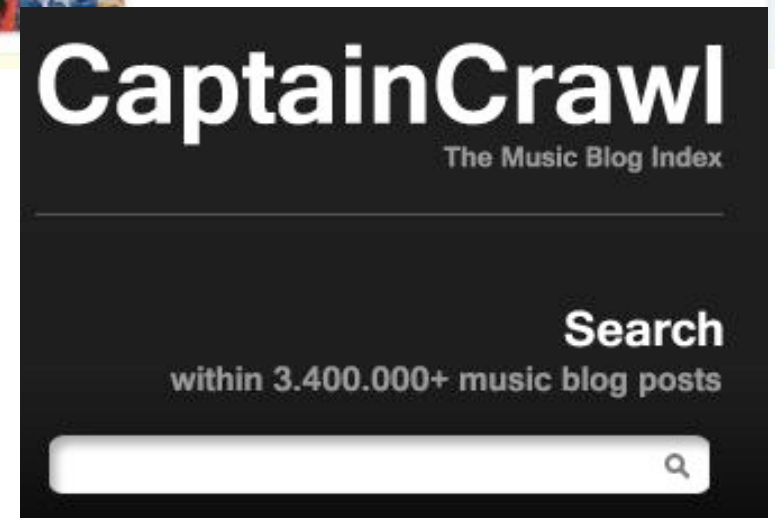 CaptainCrawl
The Music Blog Index
Search
within 3.400.000+ music blog posts